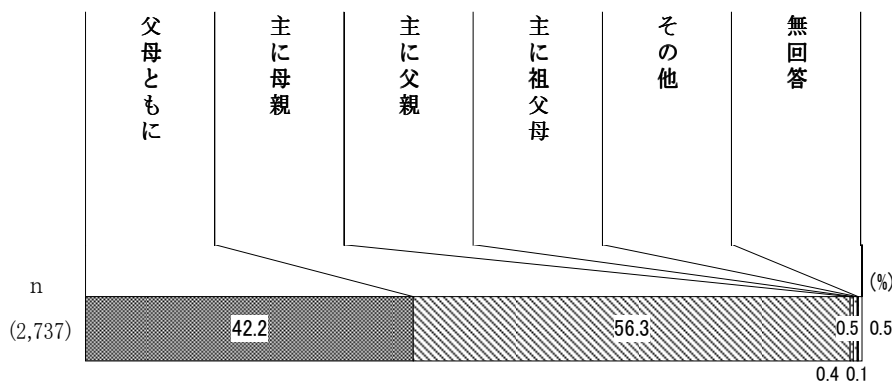 父母ともに
主に母親
主に父親
主に祖父母
その他
無回答
(%)
n
(2,737)
42.2
56.3
0.5
0.5
0.4
0.1